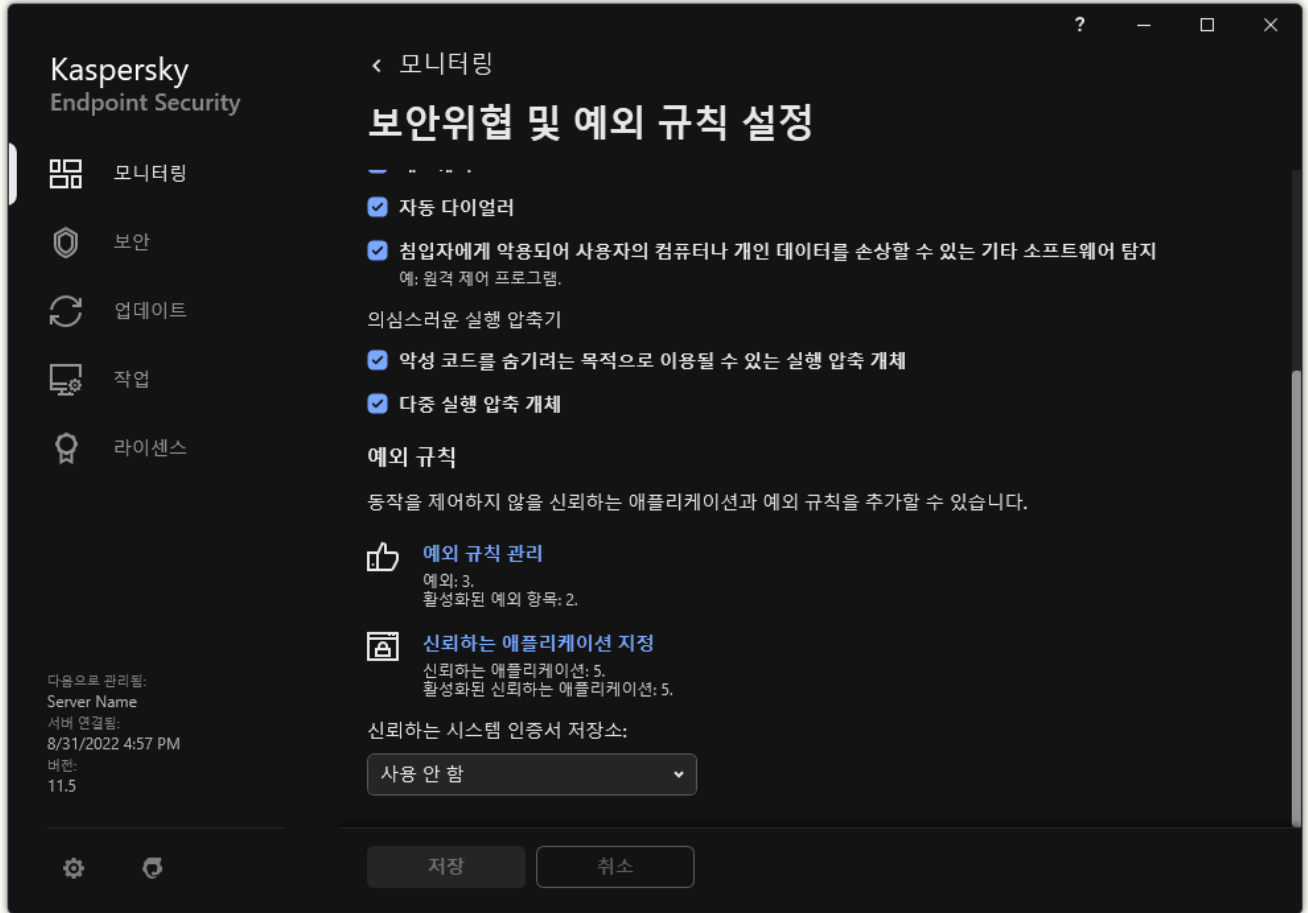 ?
Kaspersky
Endpoint Security
모니터링
보안
업데이트
작업
라이센스
다음으로 관리됨:
Server Name
서버 연결됨:
8/31/2022 4:57 PM
버전:
11.5
모니터링
보안위협 및 예외 규칙 설정
자동 다이얼러
침입자에게 악용되어 사용자의 컴퓨터나 개인 데이터를 손상할 수 있는 기타 소프트웨어 탐지
예: 원격 제어 프로그램.
의심스러운 실행 압축기
악성 코드를 숨기려는 목적으로 이용될 수 있는 실행 압축 개체
다중 실행 압축 개체
예외 규칙
동작을 제어하지 않을 신뢰하는 애플리케이션과 예외 규칙을 추가할 수 있습니다.
예외 규칙 관리
예외: 3.
활성화된 예외 항목: 2.
신뢰하는 애플리케이션 지정
신뢰하는 애플리케이션: 5.
활성화된 신뢰하는 애플리케이션: 5.
신뢰하는 시스템 인증서 저장소:
사용 안 함
저장
취소